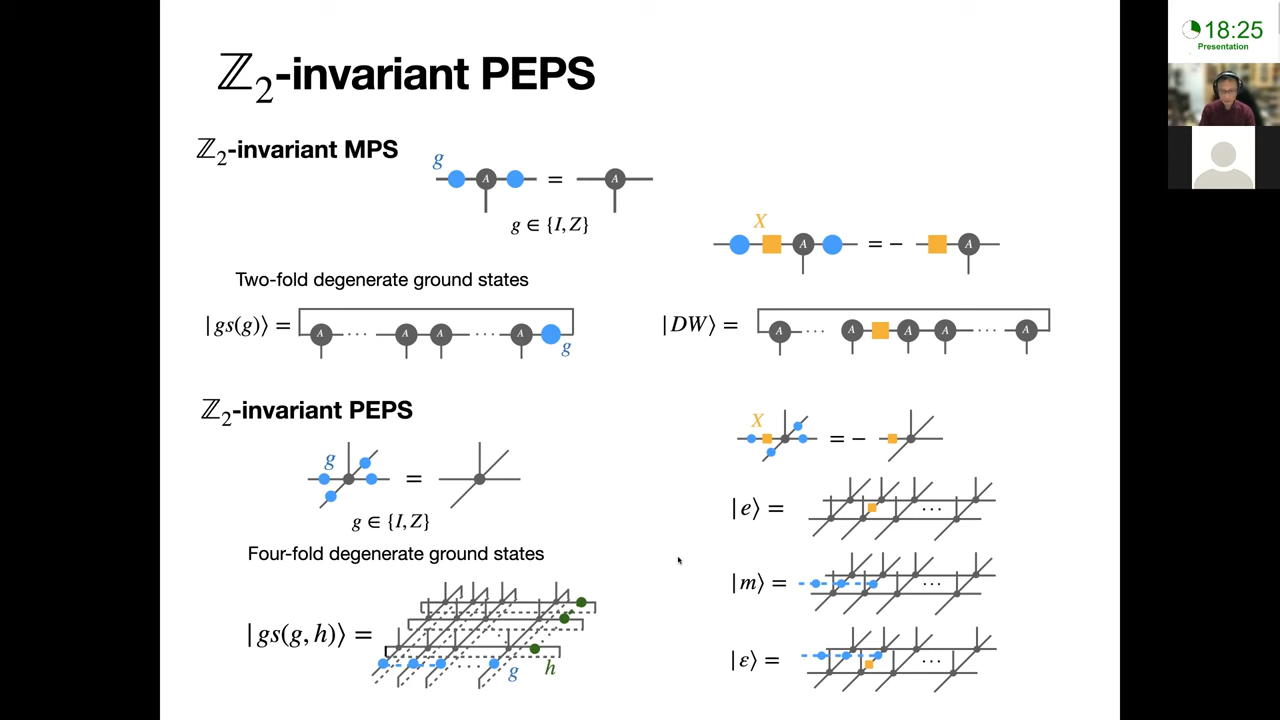 ℤ₂-invariant PEPS
18:25
Presentation
ℤ₂-invariant MPS
g
A = A
g ∈ {I, Z}
X
A = − A
Two-fold degenerate ground states
|gs(g)⟩ = A ··· A A ··· A
g
|DW⟩ = A ··· A A A ··· A
ℤ₂-invariant PEPS
g
=
g ∈ {I, Z}
X
= −
|e⟩ = ···
Four-fold degenerate ground states
|m⟩ = ···
|gs(g, h)⟩ =
g h
|ε⟩ = ···